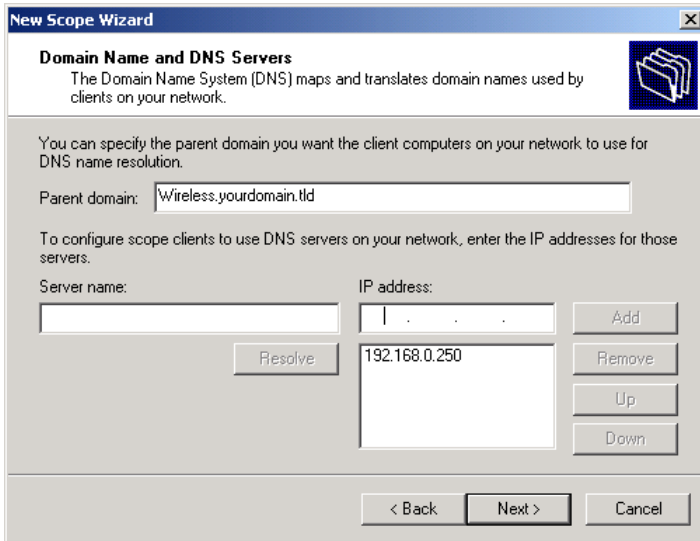 New Scope Wizard
Domain Name and DNS Servers
The Domain Name System (DNS) maps and translates domain names used by
clients on your network.
You can specify the parent domain you want the client computers on your network to use for
DNS name resolution.
Parent domain: Wireless.yourdomain.tld
To configure scope clients to use DNS servers on your network, enter the IP addresses for those
servers.
Server name: IP address:
. . . Add
Resolve 192.168.0.250 Remove
Up
Down
< Back Next > Cancel